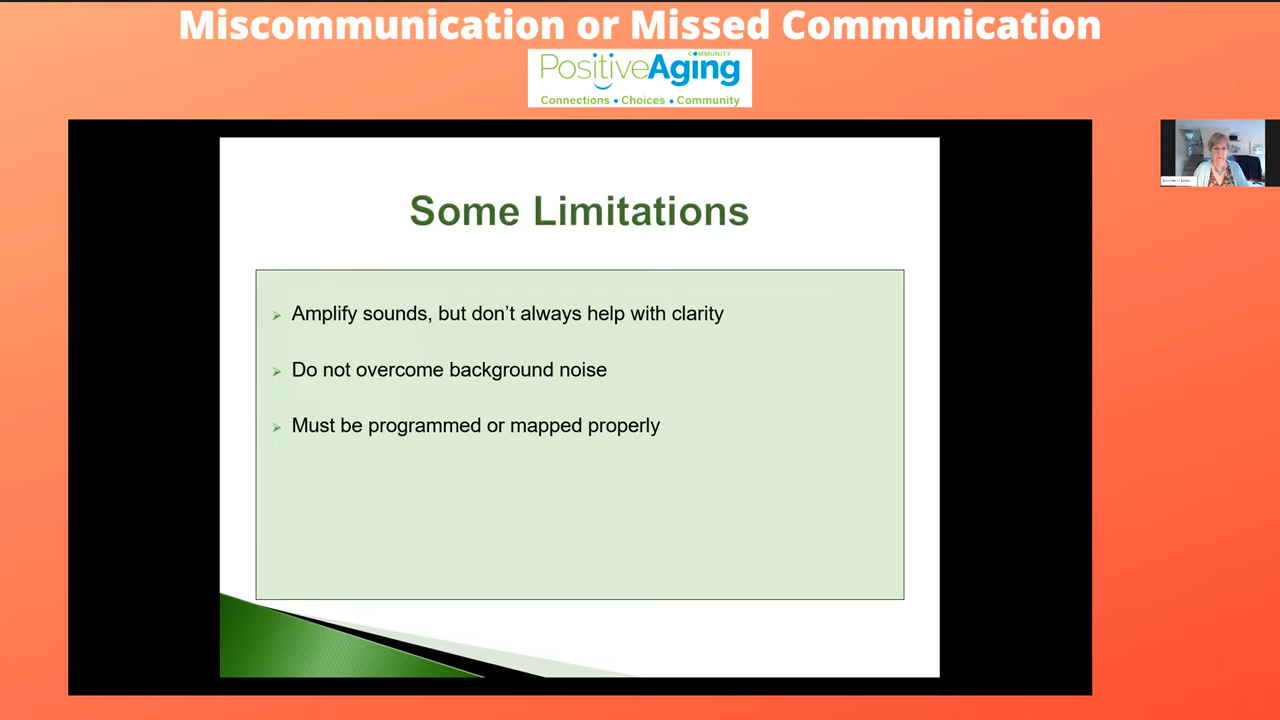 Miscommunication or Missed Communication
COMMUNITY
PositiveAging
Connections • Choices • Community
Some Limitations
Amplify sounds, but don’t always help with clarity
Do not overcome background noise
Must be programmed or mapped properly